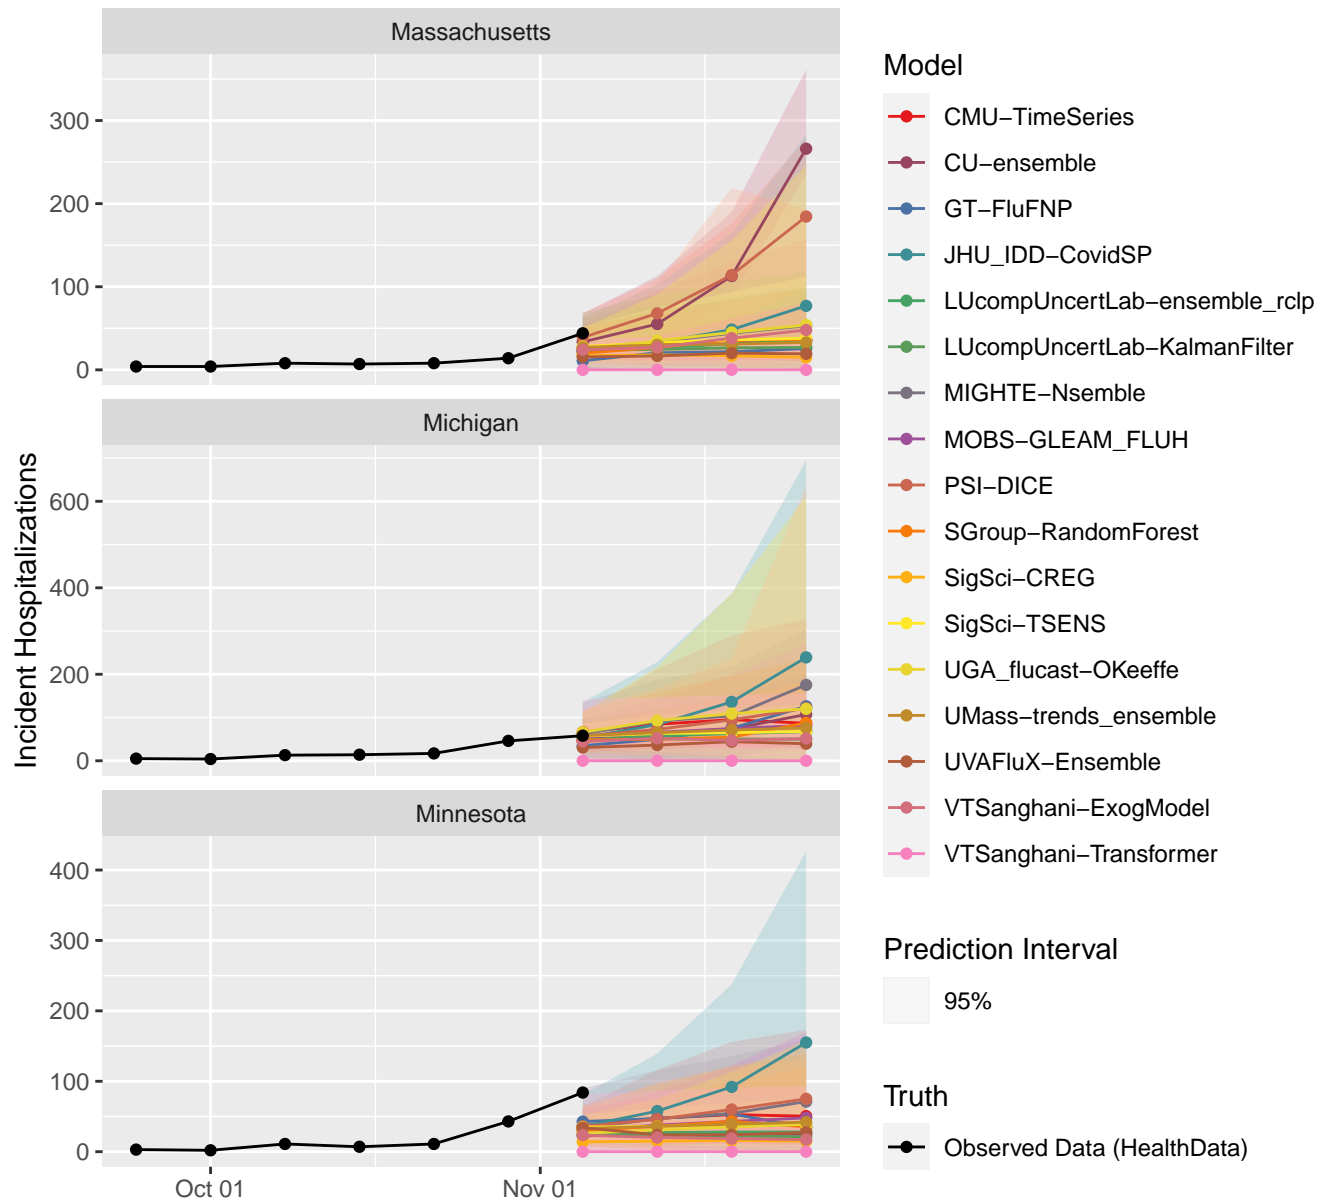 Massachusetts
300
200
100
0
Michigan
600
400
200
0
Minnesota
400
300
200
100
0
Oct 01
Nov 01
Incident Hospitalizations
Model
CMU−TimeSeries
CU−ensemble
GT−FluFNP
JHU_IDD−CovidSP
LUcompUncertLab−ensemble_rclp
LUcompUncertLab−KalmanFilter
MIGHTE−Nsemble
MOBS−GLEAM_FLUH
PSI−DICE
SGroup−RandomForest
SigSci−CREG
SigSci−TSENS
UGA_flucast−OKeeffe
UMass−trends_ensemble
UVAFluX−Ensemble
VTSanghani−ExogModel
VTSanghani−Transformer
Prediction Interval
95%
Truth
Observed Data (HealthData)